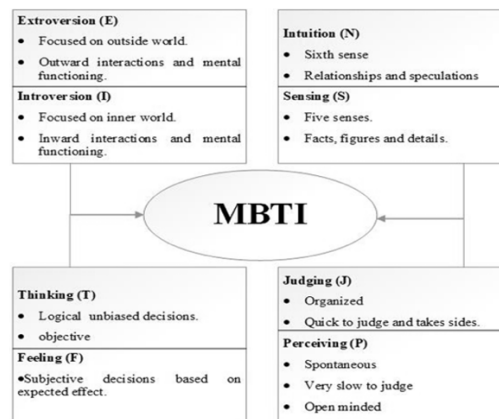 Extroversion (E)
• Focused on outside world.
• Outward interactions and mental
functioning.
Introversion (I)
• Focused on inner world.
• Inward interactions and mental
functioning.
Intuition (N)
• Sixth sense
• Relationships and speculations
Sensing (S)
• Five senses.
• Facts, figures and details.
MBTI
Thinking (T)
• Logical unbiased decisions.
• objective
Feeling (F)
•Subjective decisions based on
expected effect.
Judging (J)
• Organized
• Quick to judge and takes sides.
Perceiving (P)
• Spontaneous
• Very slow to judge
• Open minded